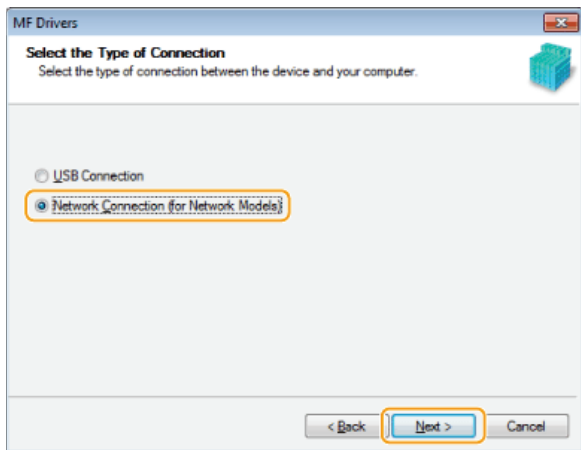 MF Drivers
Select the Type of Connection
Select the type of connection between the device and your computer.
USB Connection
Network Connection (for Network Models)
< Back Next > Cancel